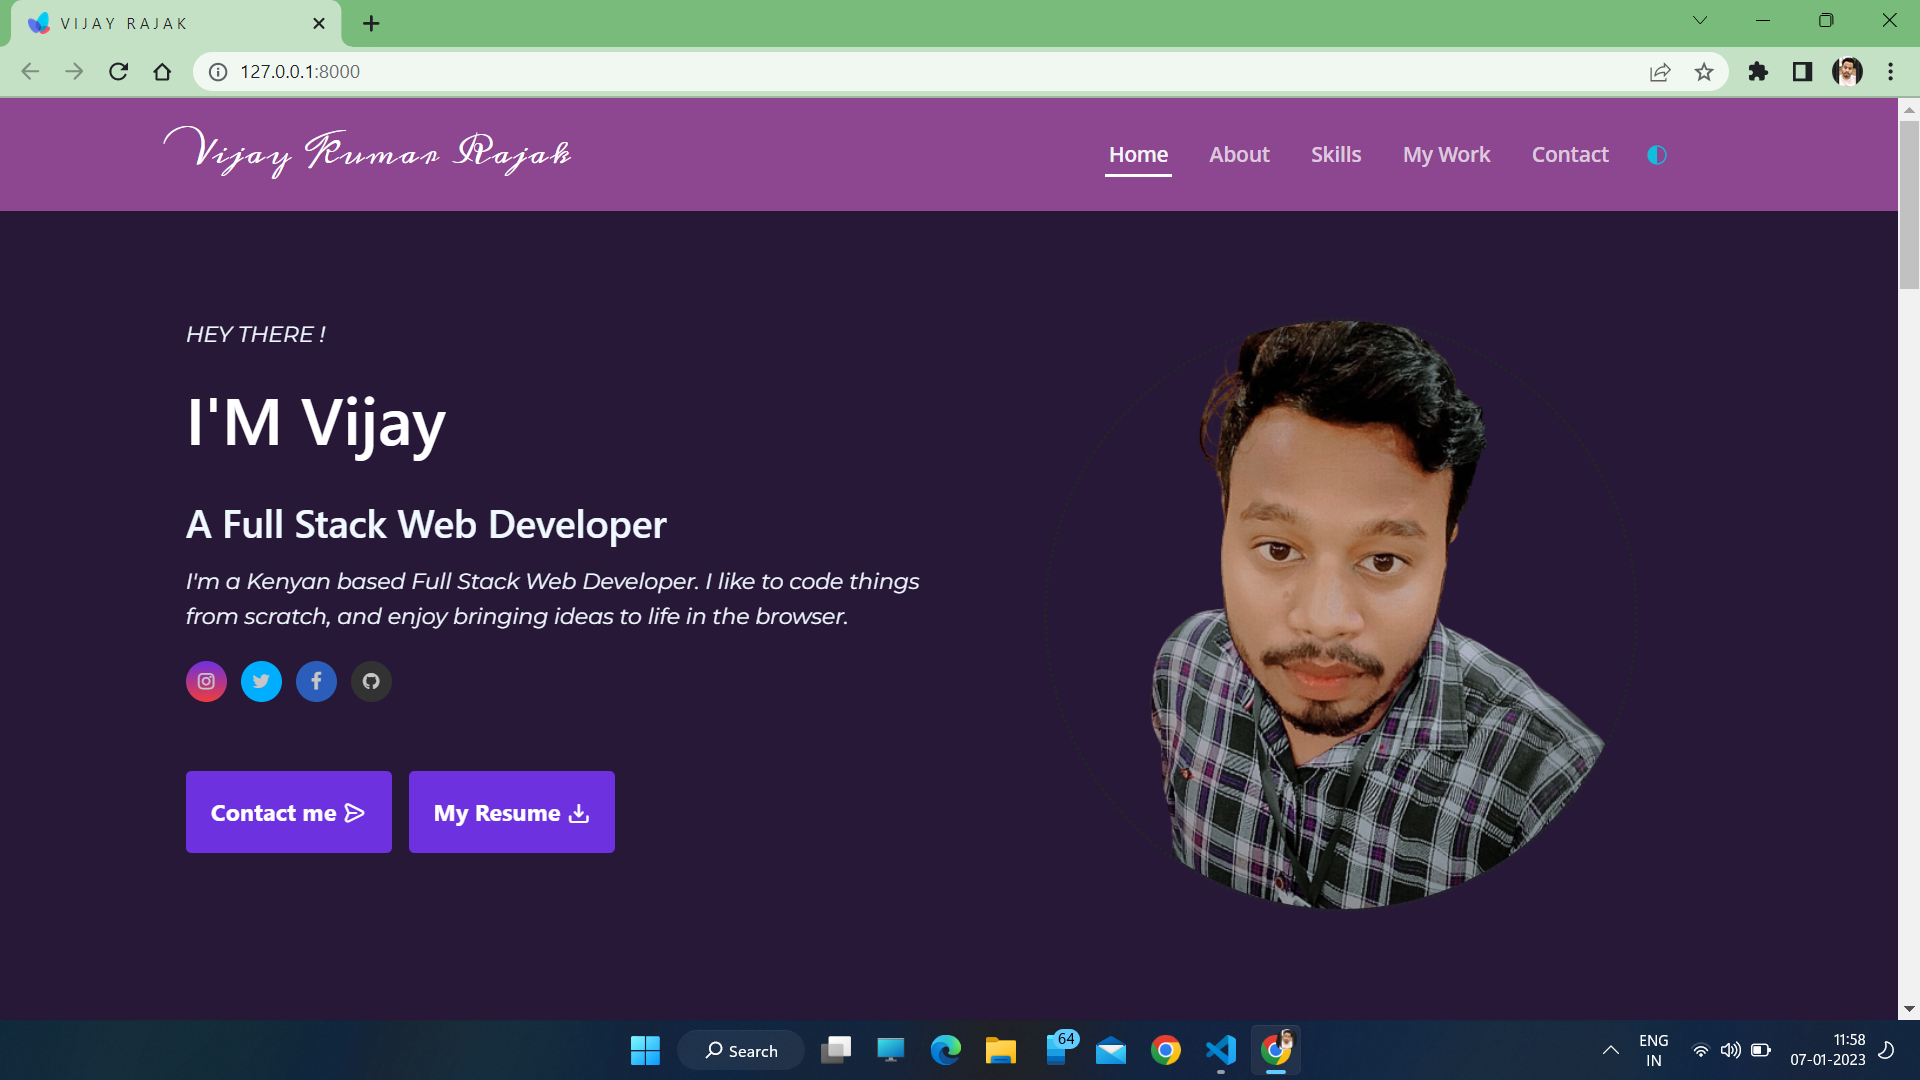 VIJAY RAJAK
127.0.0.1:8000
Vijay Kumar Rajak
Home About Skills My Work Contact
HEY THERE !
I'M Vijay
A Full Stack Web Developer
I'm a Kenyan based Full Stack Web Developer. I like to code things
from scratch, and enjoy bringing ideas to life in the browser.
Contact me
My Resume
Search
64
ENG
IN
11:58
07-01-2023